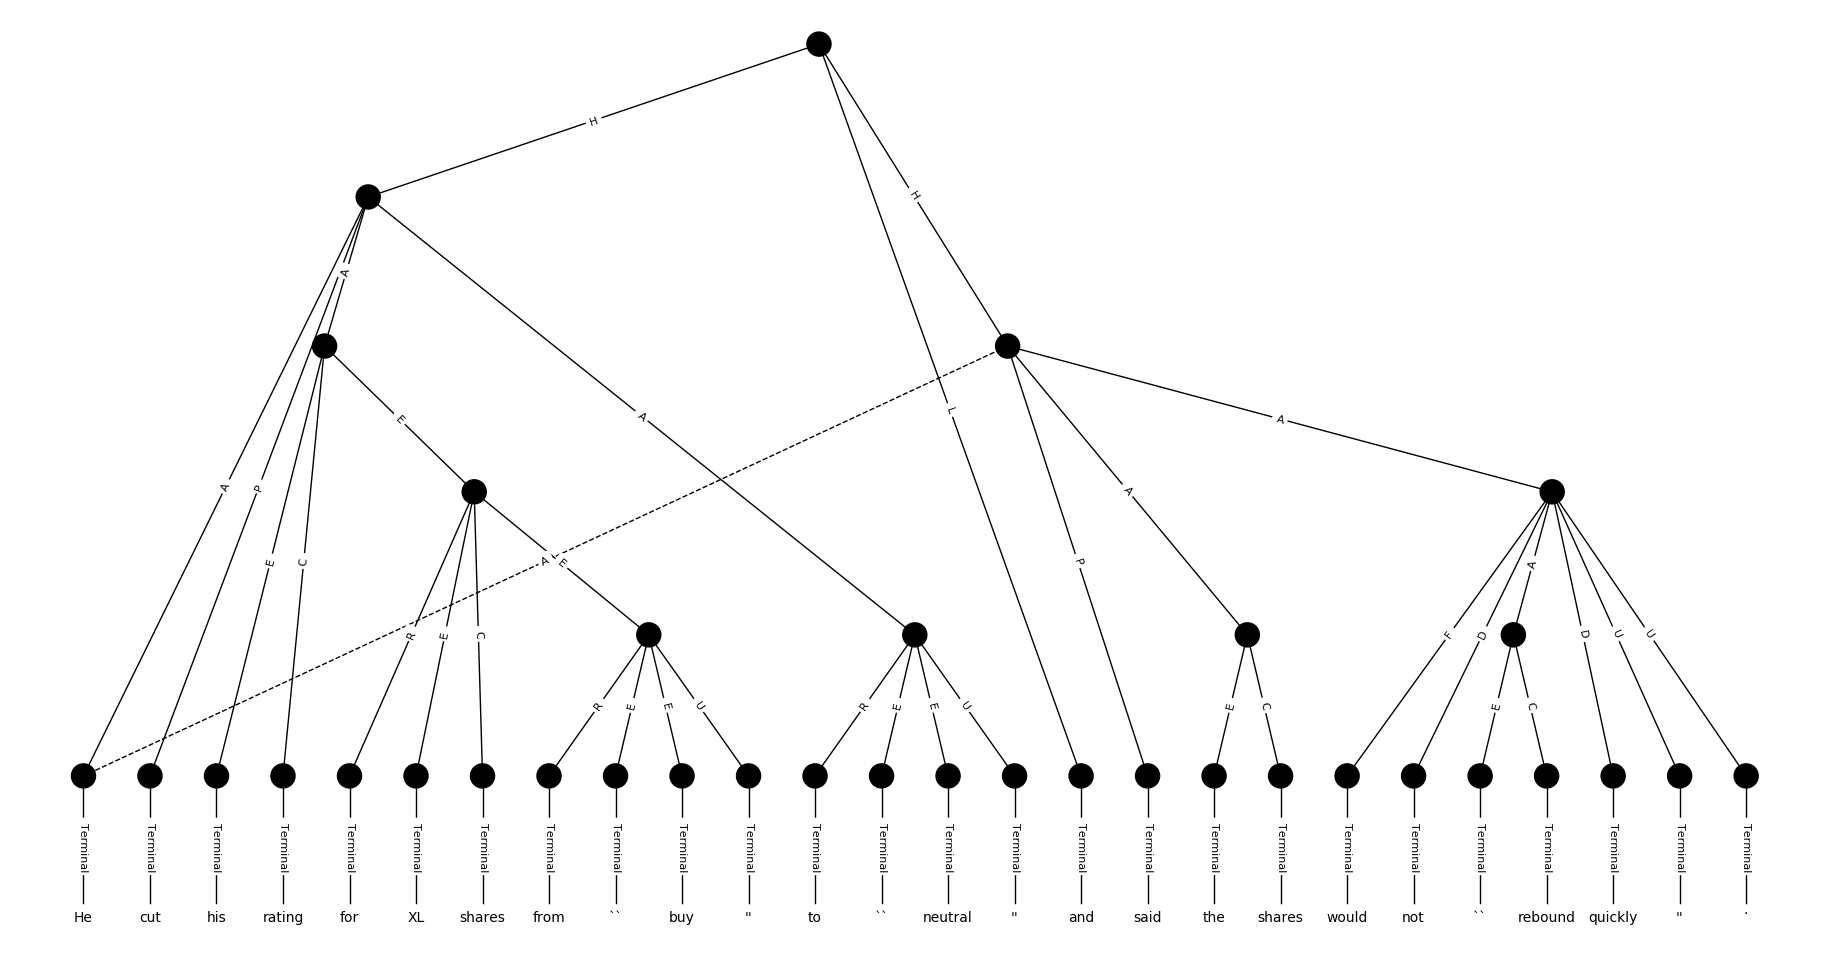 H
H
A
E
A
L
A
A
P
E
C
A
E
A
P
R
E
C
F
D
A
D
U
U
R
E
E
U
R
E
E
U
E
C
E
C
Terminal Terminal Terminal Terminal Terminal Terminal Terminal Terminal Terminal Terminal Terminal Terminal Terminal Terminal Terminal Terminal Terminal Terminal Terminal Terminal Terminal Terminal Terminal Terminal Terminal Terminal
He cut his rating for XL shares from `` buy " to `` neutral " and said the shares would not `` rebound quickly " .